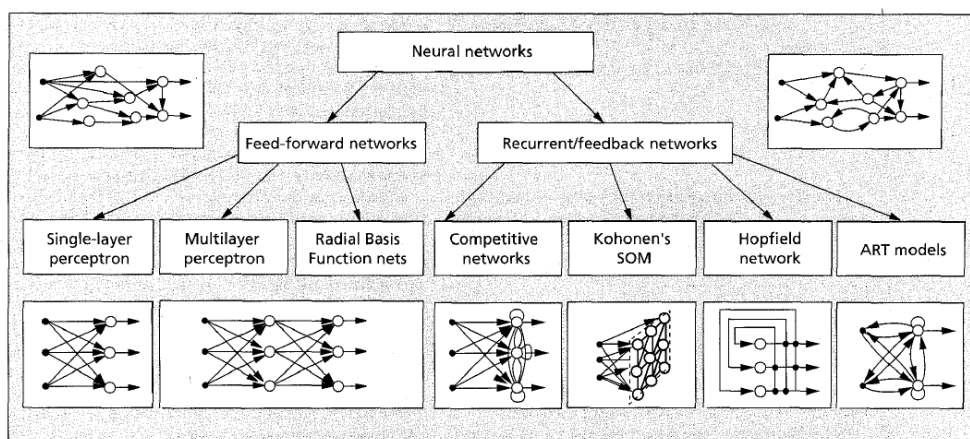 Neural networks
Feed-forward networks
Recurrent/feedback networks
Single-layer
perceptron
Multilayer
perceptron
Radial Basis
Function nets
Competitive
networks
Kohonen's
SOM
Hopfield
network
ART models